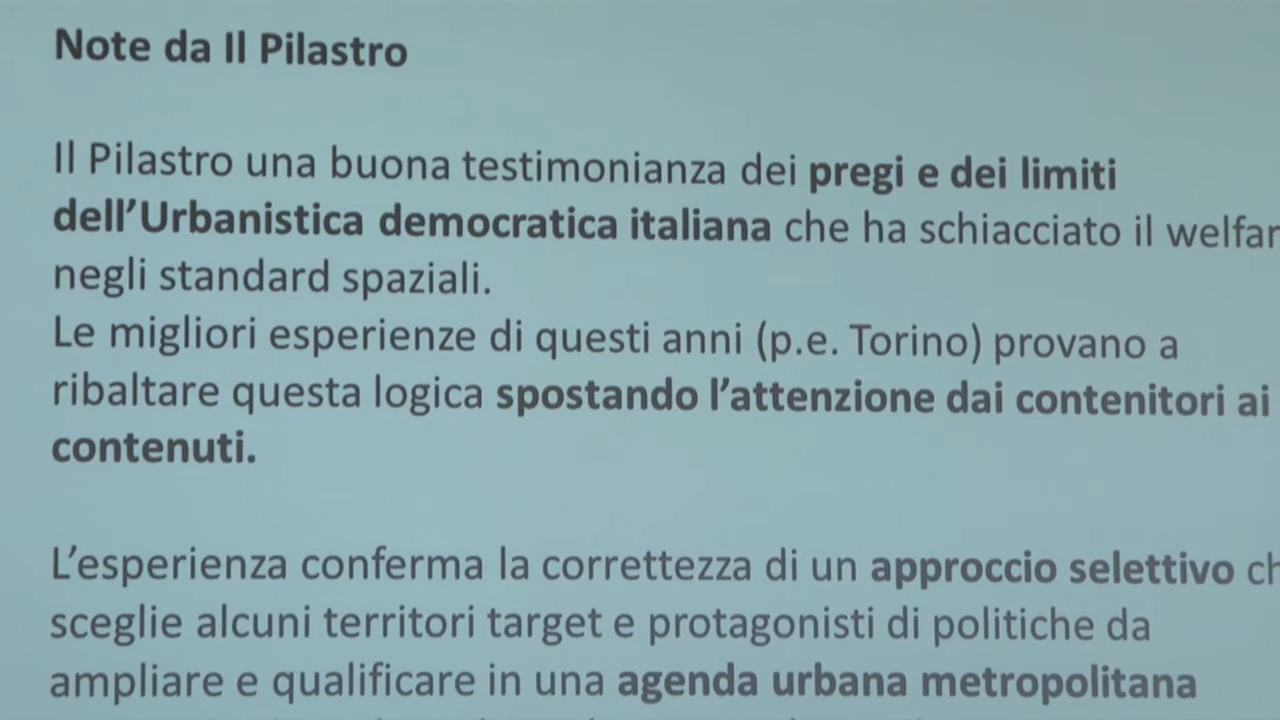 Note da Il Pilastro
Il Pilastro una buona testimonianza dei pregi e dei limiti
dell'Urbanistica democratica italiana che ha schiacciato il welfar
negli standard spaziali.
Le migliori esperienze di questi anni (p.e. Torino) provano a
ribaltare questa logica spostando l'attenzione dai contenitori ai
contenuti.
L'esperienza conferma la correttezza di un approccio selettivo ch
sceglie alcuni territori target e protagonisti di politiche da
ampliare e qualificare in una agenda urbana metropolitana